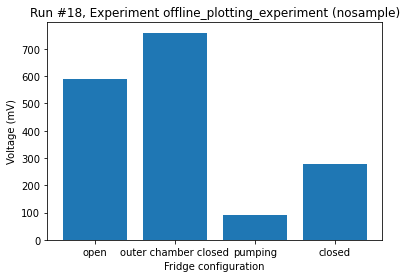 Run #18, Experiment offline_plotting_experiment (nosample)
Voltage (mV)
700
600
500
400
300
200
100
0
open outer chamber closed pumping closed
Fridge configuration